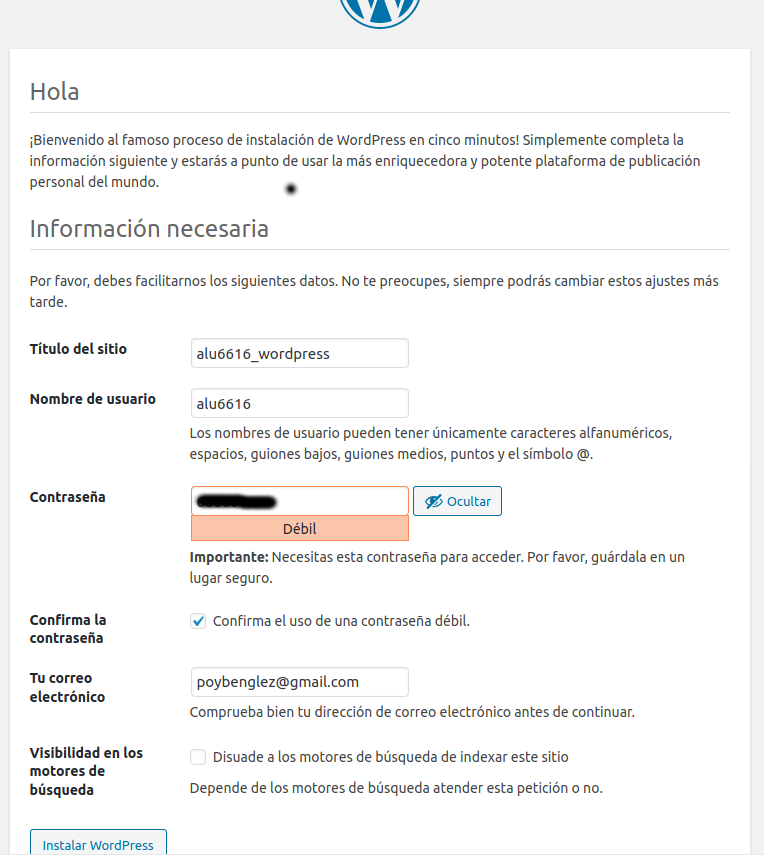 Hola
¡Bienvenido al famoso proceso de instalación de WordPress en cinco minutos! Simplemente completa la
información siguiente y estarás a punto de usar la más enriquecedora y potente plataforma de publicación
personal del mundo.
Información necesaria
Por favor, debes facilitarnos los siguientes datos. No te preocupes, siempre podrás cambiar estos ajustes más
tarde.
Título del sitio
alu6616_wordpress
Nombre de usuario
alu6616
Los nombres de usuario pueden tener únicamente caracteres alfanuméricos,
espacios, guiones bajos, guiones medios, puntos y el símbolo @.
Contraseña
Ocultar
Débil
Importante: Necesitas esta contraseña para acceder. Por favor, guárdala en un
lugar seguro.
Confirma la
contraseña
Confirma el uso de una contraseña débil.
Tu correo
electrónico
poybenglez@gmail.com
Comprueba bien tu dirección de correo electrónico antes de continuar.
Visibilidad en los
motores de
búsqueda
Disuade a los motores de búsqueda de indexar este sitio
Depende de los motores de búsqueda atender esta petición o no.
Instalar WordPress